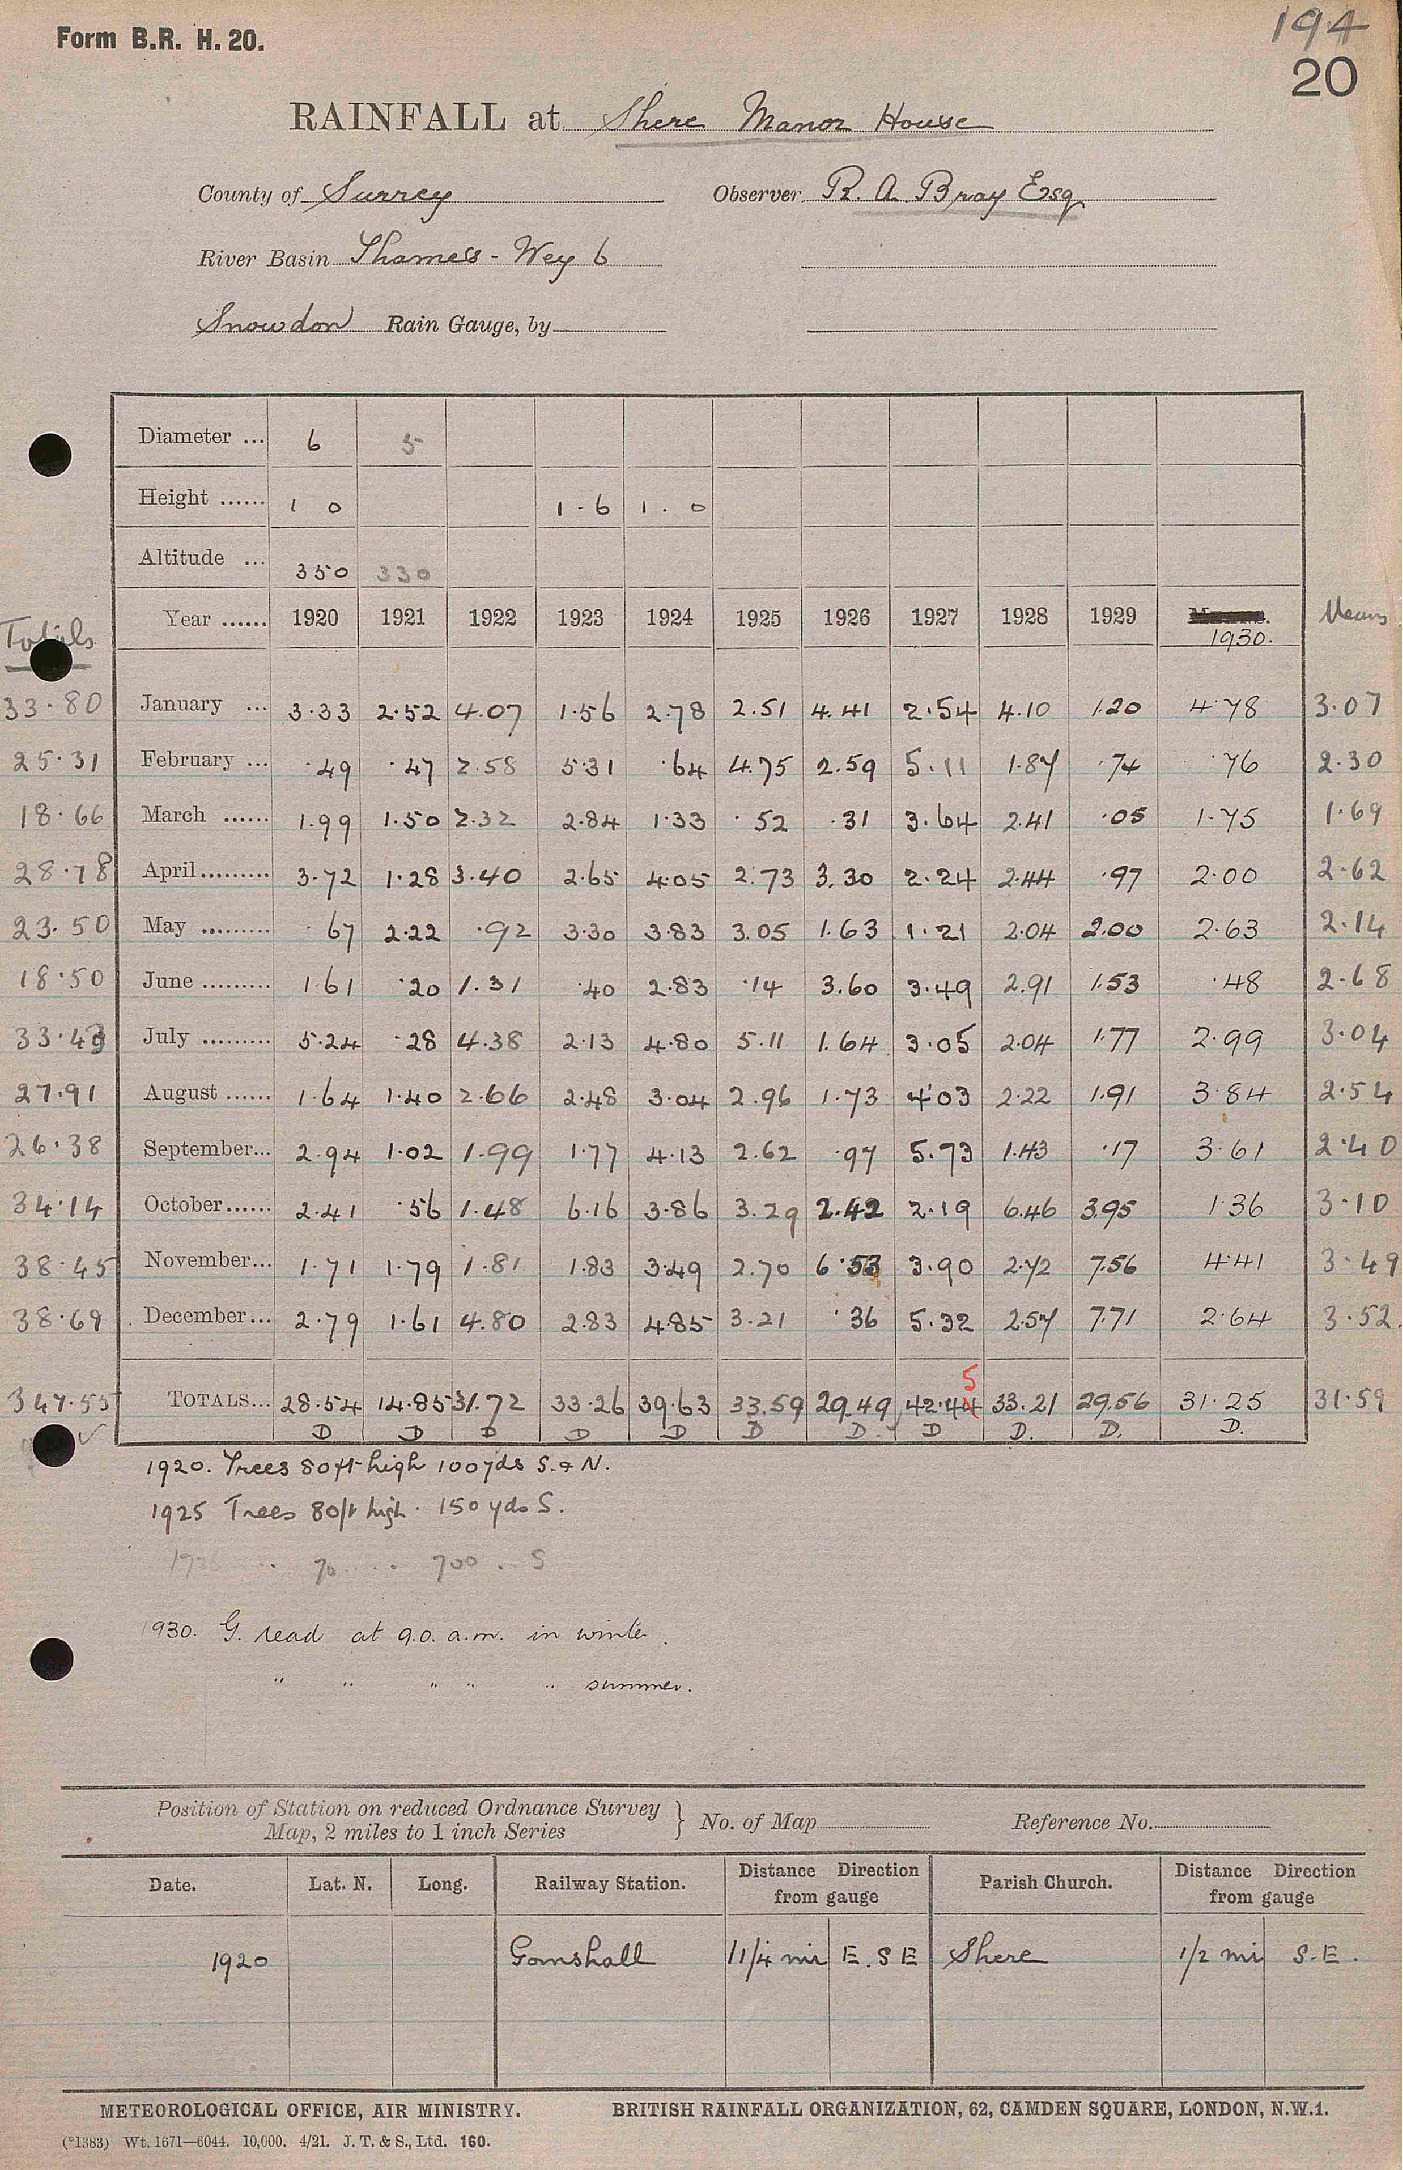 Form B.R. H. 20.
194
20
RAINFALL at Shere Manor House
County of Surrey Observer R. A. Bray Esq
River Basin Thames - Wey 6
Snowdon Rain Gauge, by
Diameter ... 6 5
Height ...... 1 0 1 - 6 1 . 0
Altitude ... 350 330
Totals Year ...... 1920 1921 1922 1923 1924 1925 1926 1927 1928 1929 1930. Means
33·80 January ... 3·33 2·52 4.07 1·56 2·78 2.51 4.41 2·54 4.10 1.20 4·78 3.07
25·31 February ... ·49 ·47 2.58 5·31 ·64 4.75 2.59 5.11 1.87 ·74 ·76 2.30
18·66 March ...... 1.99 1.50 2.32 2.84 1.33 .52 .31 3.64 2.41 .05 1.75 1.69
28.78 April ......... 3.72 1.28 3.40 2.65 4.05 2.73 3.30 2.24 2.44 .97 2.00 2.62
23.50 May ......... .67 2.22 .92 3.30 3.83 3.05 1.63 1.21 2.04 2.00 2.63 2.14
18.50 June ......... 1.61 .20 1.31 .40 2.83 .14 3.60 3.49 2.91 1.53 .48 2.68
33.43 July ......... 5.24 .28 4.38 2.13 4.80 5.11 1.64 3.05 2.04 1.77 2.99 3.04
27.91 August ...... 1.64 1.40 2.66 2.48 3.04 2.96 1.73 4.03 2.22 1.91 3.84 2.54
26.38 September... 2.94 1.02 1.99 1.77 4.13 2.62 .97 5.73 1.43 .17 3.61 2.40
34.14 October...... 2.41 .56 1.48 6.16 3.86 3.29 2.42 2.19 6.46 3.95 1.36 3.10
38.45 November... 1.71 1.79 1.81 1.83 3.49 2.70 6.53 3.90 2.72 7.56 4.41 3.49
38.69 December... 2.79 1.61 4.80 2.83 4.85 3.21 .36 5.32 2.57 7.71 2.64 3.52.
5
347.55 TOTALS... 28.54 14.85 31.72 33.26 39.63 33.59 29.49 42.44 33.21 29.56 31.25 31.59
D D D D D D D. D D. D. D.
1920. Trees 80ft high 100yds S. & N.
1925 Trees 80ft high. 150 yds S.
70 700 S
1930. G. read at 9.0. a.m. in winter.
" " " " " summer.
Position of Station on reduced Ordnance Survey Map, 2 miles to 1 inch Series } No. of Map Reference No.
Date. Lat. N. Long. Railway Station. Distance Direction from gauge Parish Church. Distance Direction from gauge
1920 Gomshall 1 1/4 mi E. S E Shere 1/2 mi S.E.
METEOROLOGICAL OFFICE, AIR MINISTRY. BRITISH RAINFALL ORGANIZATION, 62, CAMDEN SQUARE, LONDON, N.W.1.
(*1383) Wt. 1671—6044. 10,000. 4/21. J. T. & S., Ltd. 160.